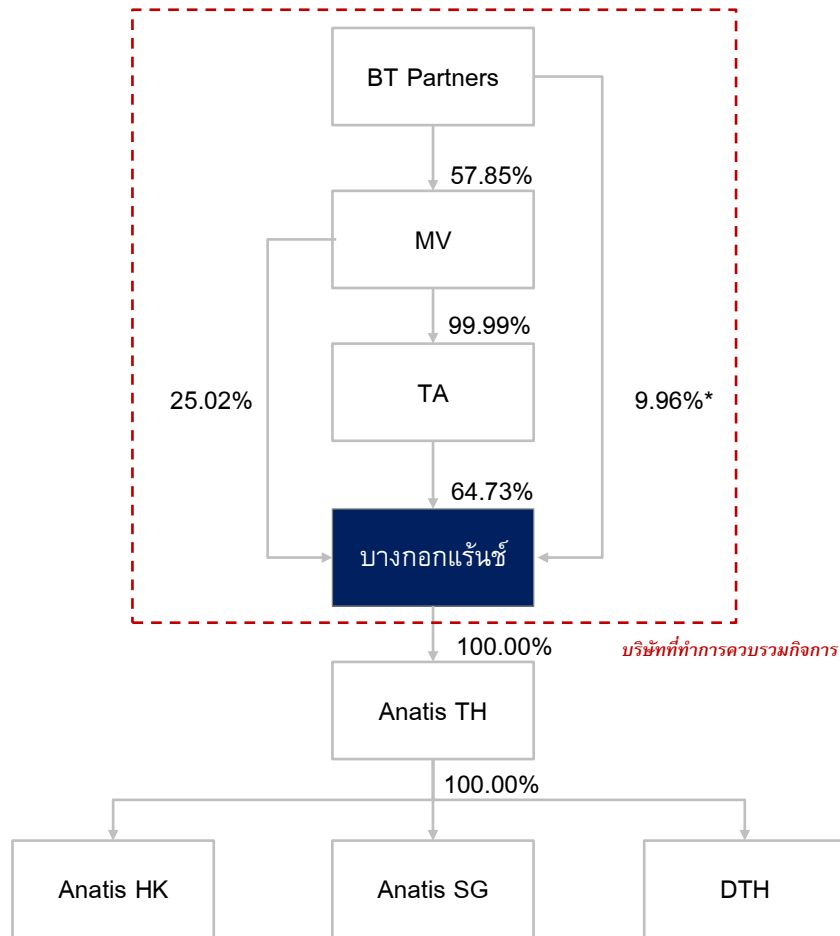 BT Partners
57.85%
MV
99.99%
25.02%
TA
9.96%*
64.73%
บางกอกแร้นช์
100.00%
บริษัทที่ทำการควบรวมกิจการ
Anatis TH
100.00%
Anatis HK
Anatis SG
DTH